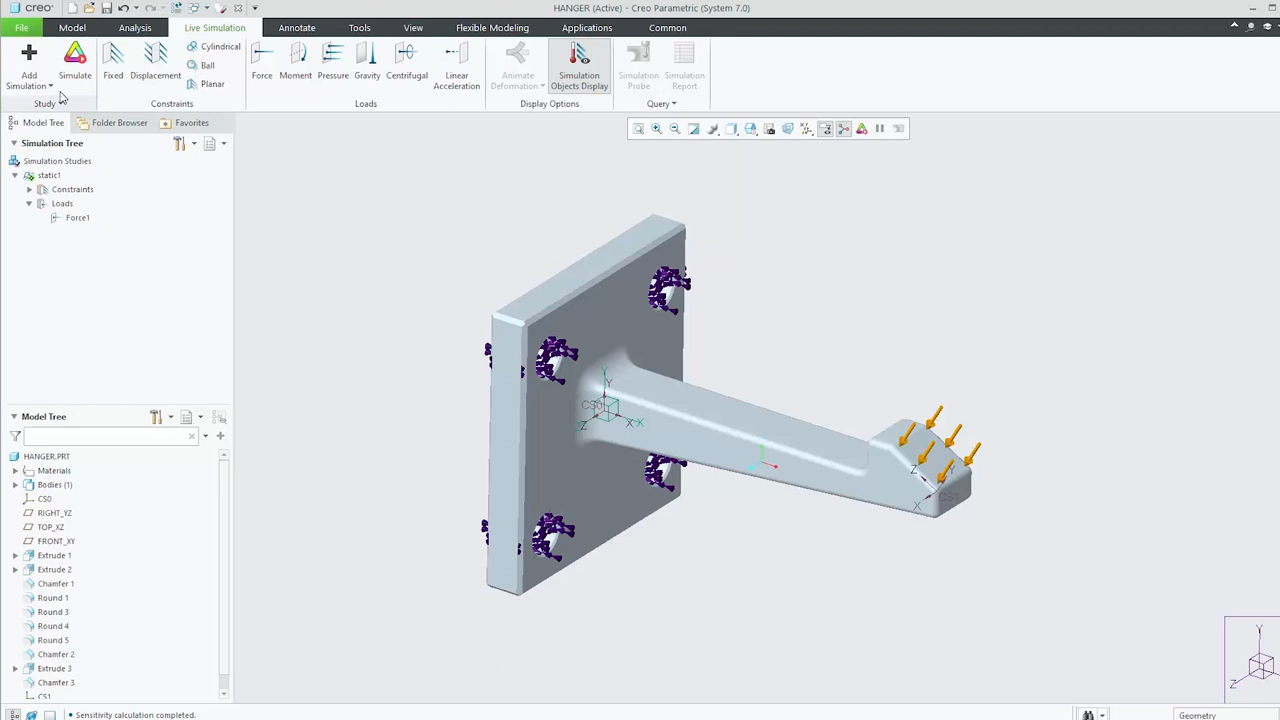 creo
HANGER (Active) - Creo Parametric (System 7.0)
File Model Analysis Live Simulation Annotate Tools View Flexible Modeling Applications Common
Add Simulation
Simulate
Fixed
Displacement
Cylindrical
Ball
Planar
Force
Moment
Pressure
Gravity
Centrifugal
Linear Acceleration
Animate Deformation
Simulation Objects Display
Simulation Probe
Simulation Report
Study Constraints Loads Display Options Query
Model Tree Folder Browser Favorites
Simulation Tree
Simulation Studies
static1
Constraints
Loads
Force1
Model Tree
HANGER.PRT
Materials
Bodies (1)
CS0
RIGHT_YZ
TOP_XZ
FRONT_XY
Extrude 1
Extrude 2
Chamfer 1
Round 1
Round 3
Round 4
Round 5
Chamfer 2
Extrude 3
Chamfer 3
CS1
Y
Y
CS0
Z
Z
X
X
Z
Y
X
CS1
Y
Z
Sensitivity calculation completed.
Geometry